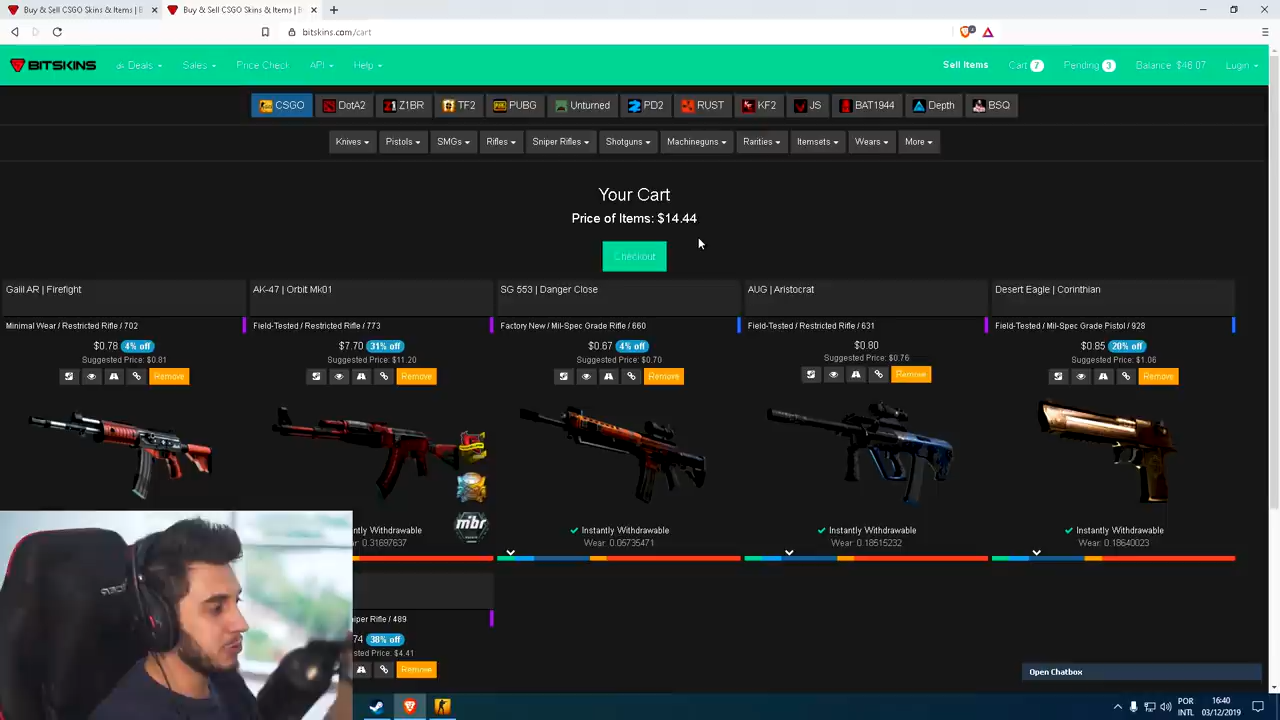 Buy & Sell CSGO Skins & Items | B
Buy & Sell CSGO Skins & Items | B
bitskins.com/cart
BITSKINS
Deals
Sales
Price Check
API
Help
Sell Items
Cart 7
Pending 3
Balance: $46.07
Login
CSGO
DotA2
Z1BR
TF2
PUBG
Unturned
PD2
RUST
KF2
JS
BAT1944
Depth
BSQ
Knives
Pistols
SMGs
Rifles
Sniper Rifles
Shotguns
Machineguns
Rarities
Itemsets
Wears
More
Your Cart
Price of Items: $14.44
Checkout
Galil AR | Firefight
AK-47 | Orbit Mk01
SG 553 | Danger Close
AUG | Aristocrat
Desert Eagle | Corinthian
Minimal Wear / Restricted Rifle / 702
Field-Tested / Restricted Rifle / 773
Factory New / Mil-Spec Grade Rifle / 660
Field-Tested / Restricted Rifle / 631
Field-Tested / Mil-Spec Grade Pistol / 928
$0.78 4% off
$7.70 31% off
$0.67 4% off
$0.80
$0.85 20% off
Suggested Price: $0.81
Suggested Price: $11.20
Suggested Price: $0.70
Suggested Price: $0.76
Suggested Price: $1.06
Remove
Remove
Remove
Remove
Remove
mbr
Withdrawable
Instantly Withdrawable
Instantly Withdrawable
Instantly Withdrawable
0.31697637
Wear: 0.05735471
Wear: 0.18515232
Wear: 0.18640023
iper Rifle / 489
74 38% off
sted Price: $4.41
Remove
Open Chatbox
POR
INTL
16:40
03/12/2019